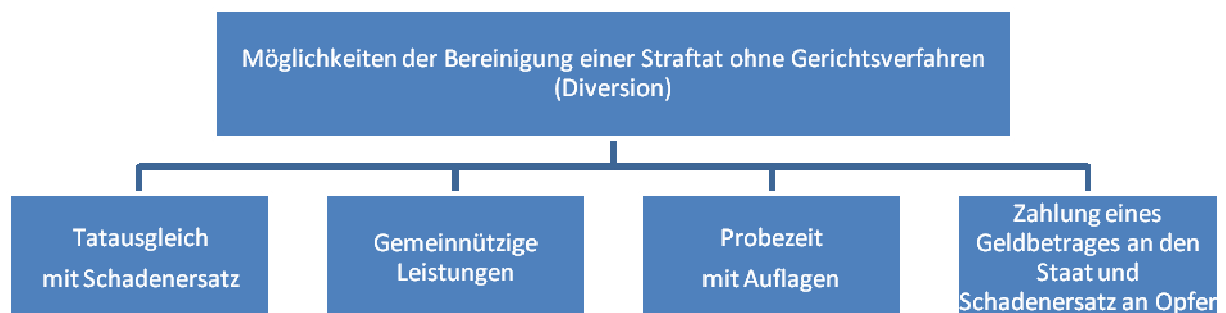 Möglichkeiten der Bereinigung einer Straftat ohne Gerichtsverfahren
(Diversion)
Tatausgleich
mit Schadenersatz
Gemeinnützige
Leistungen
Probezeit
mit Auflagen
Zahlung eines
Geldbetrages an den
Staat und
Schadenersatz an Opfer